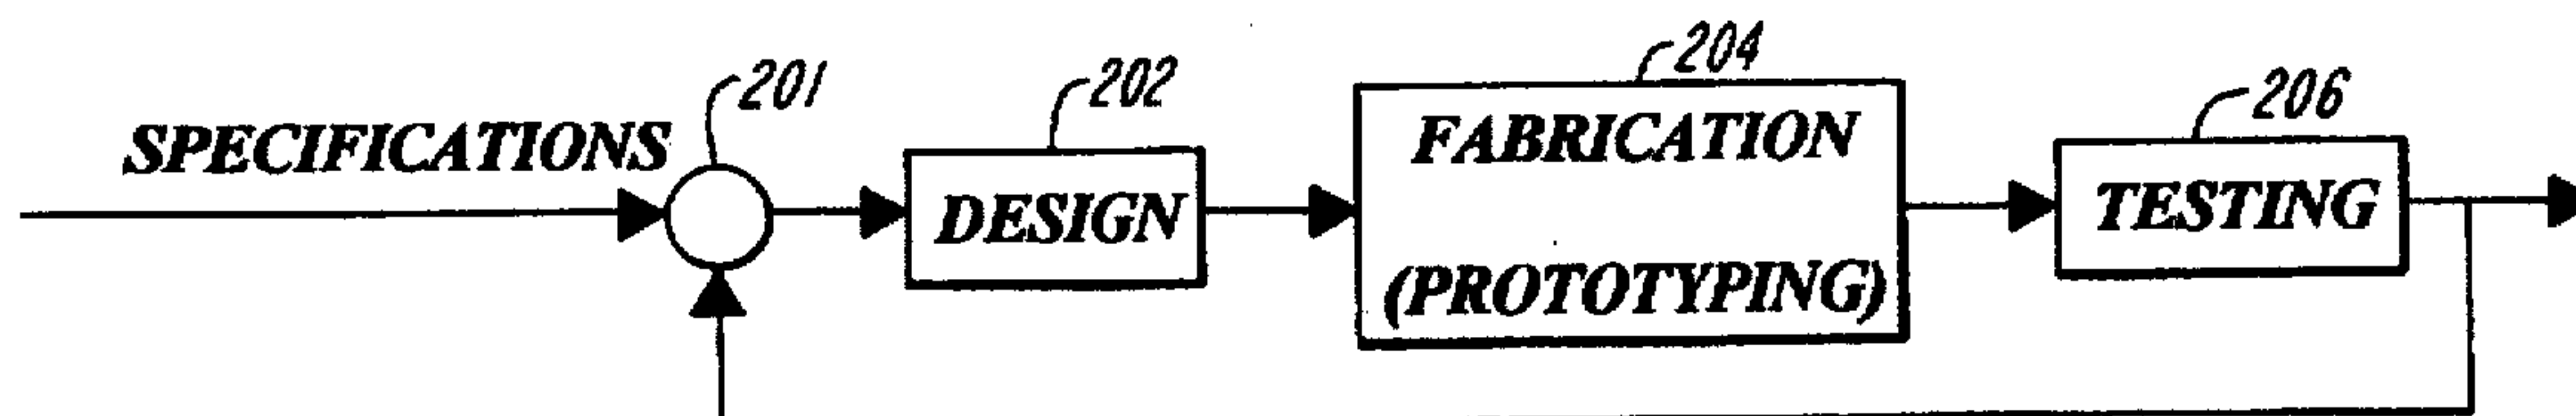 201
202
204
206
SPECIFICATIONS
DESIGN
FABRICATION
(PROTOTYPING)
TESTING